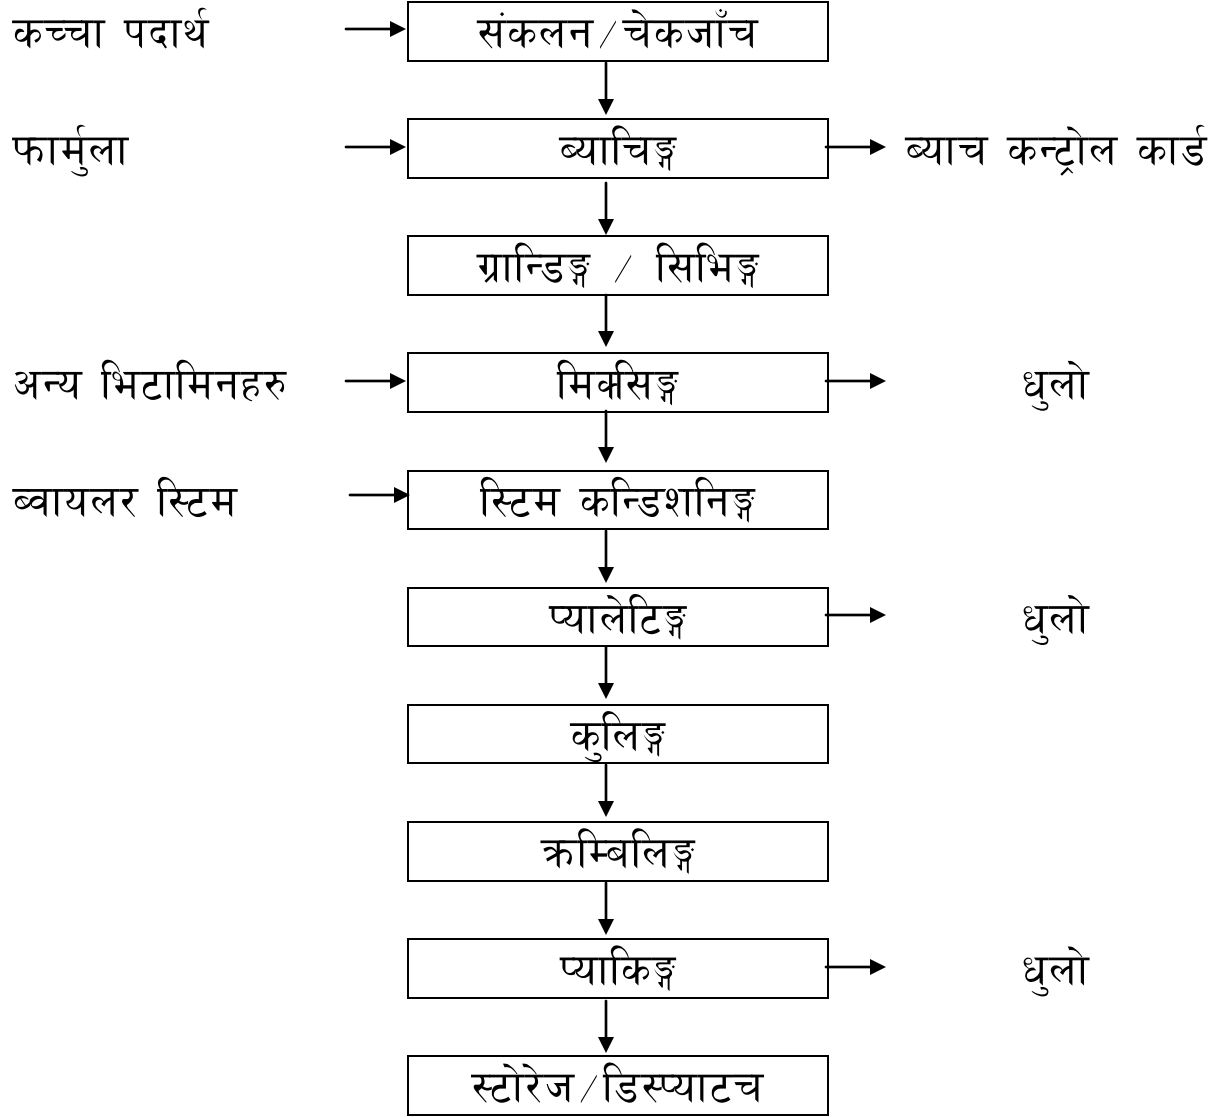 कच्चा पदार्थ संकलन/चेकजाँच
फार्मुला ब्याचिङ्ग ब्याच कन्ट्रोल कार्ड
ग्रान्डिङ्ग / सिभिङ्ग
अन्य भिटामिनहरु मिक्सिङ्ग धुलो
ब्वायलर स्टिम स्टिम कन्डिशनिङ्ग
प्यालेटिङ्ग धुलो
कुलिङ्ग
क्रम्बिलिङ्ग
प्याकिङ्ग धुलो
स्टोरेज/डिस्प्याटच